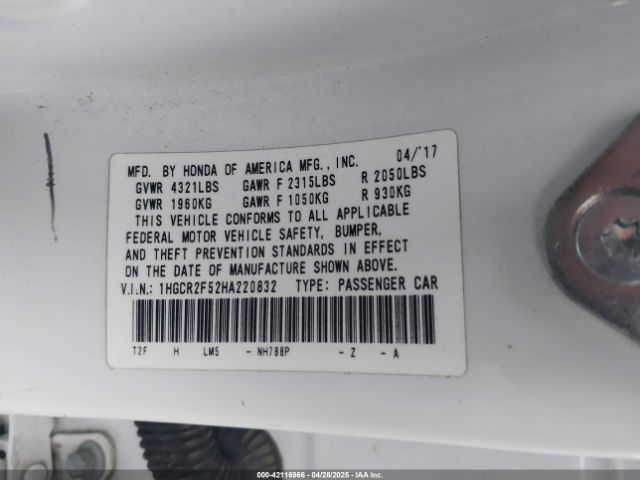 MFD. BY HONDA OF AMERICA MFG., INC. 04/'17
GVWR 4321LBS GAWR F 2315LBS R 2050LBS
GVWR 1960KG GAWR F 1050KG R 930KG
THIS VEHICLE CONFORMS TO ALL APPLICABLE
FEDERAL MOTOR VEHICLE SAFETY, BUMPER,
AND THEFT PREVENTION STANDARDS IN EFFECT
ON THE DATE OF MANUFACTURE SHOWN ABOVE.
V.I.N.: 1HGCR2F52HA220832 TYPE: PASSENGER CAR
T2F H LM5 - NH788P - Z - A
000-42116966 - 04/28/2025 - IAA Inc.